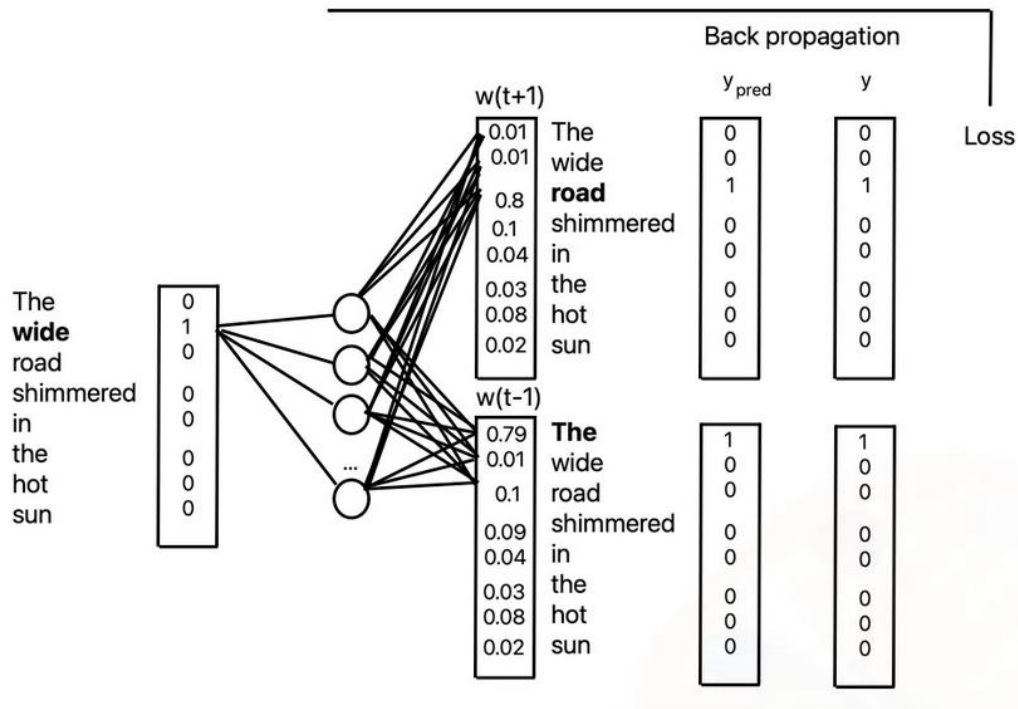 Back propagation
y pred
y
Loss
w(t+1)
0.01 The 0 0
0.01 wide 0 0
0.8 road 1 1
0.1 shimmered 0 0
0.04 in 0 0
0.03 the 0 0
0.08 hot 0 0
0.02 sun 0 0
The 0
wide 1
road 0
shimmered 0
in 0
the 0
hot 0
sun 0
...
w(t-1)
0.79 The 1 1
0.01 wide 0 0
0.1 road 0 0
0.09 shimmered 0 0
0.04 in 0 0
0.03 the 0 0
0.08 hot 0 0
0.02 sun 0 0